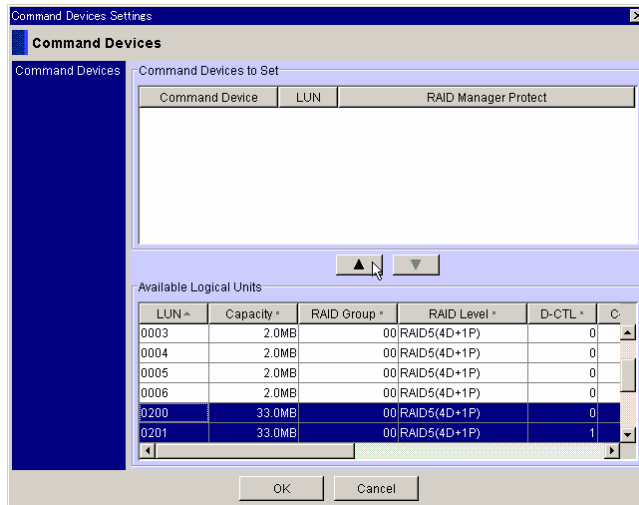 Command Devices Settings
Command Devices
Command Devices
Command Devices to Set
Command Device LUN RAID Manager Protect
Available Logical Units
LUN Capacity RAID Group RAID Level D-CTL C-
0003 2.0MB 00 RAID5(4D+1P) 0
0004 2.0MB 00 RAID5(4D+1P) 0
0005 2.0MB 00 RAID5(4D+1P) 0
0006 2.0MB 00 RAID5(4D+1P) 0
0200 33.0MB 00 RAID5(4D+1P) 0
0201 33.0MB 00 RAID5(4D+1P) 1
OK Cancel